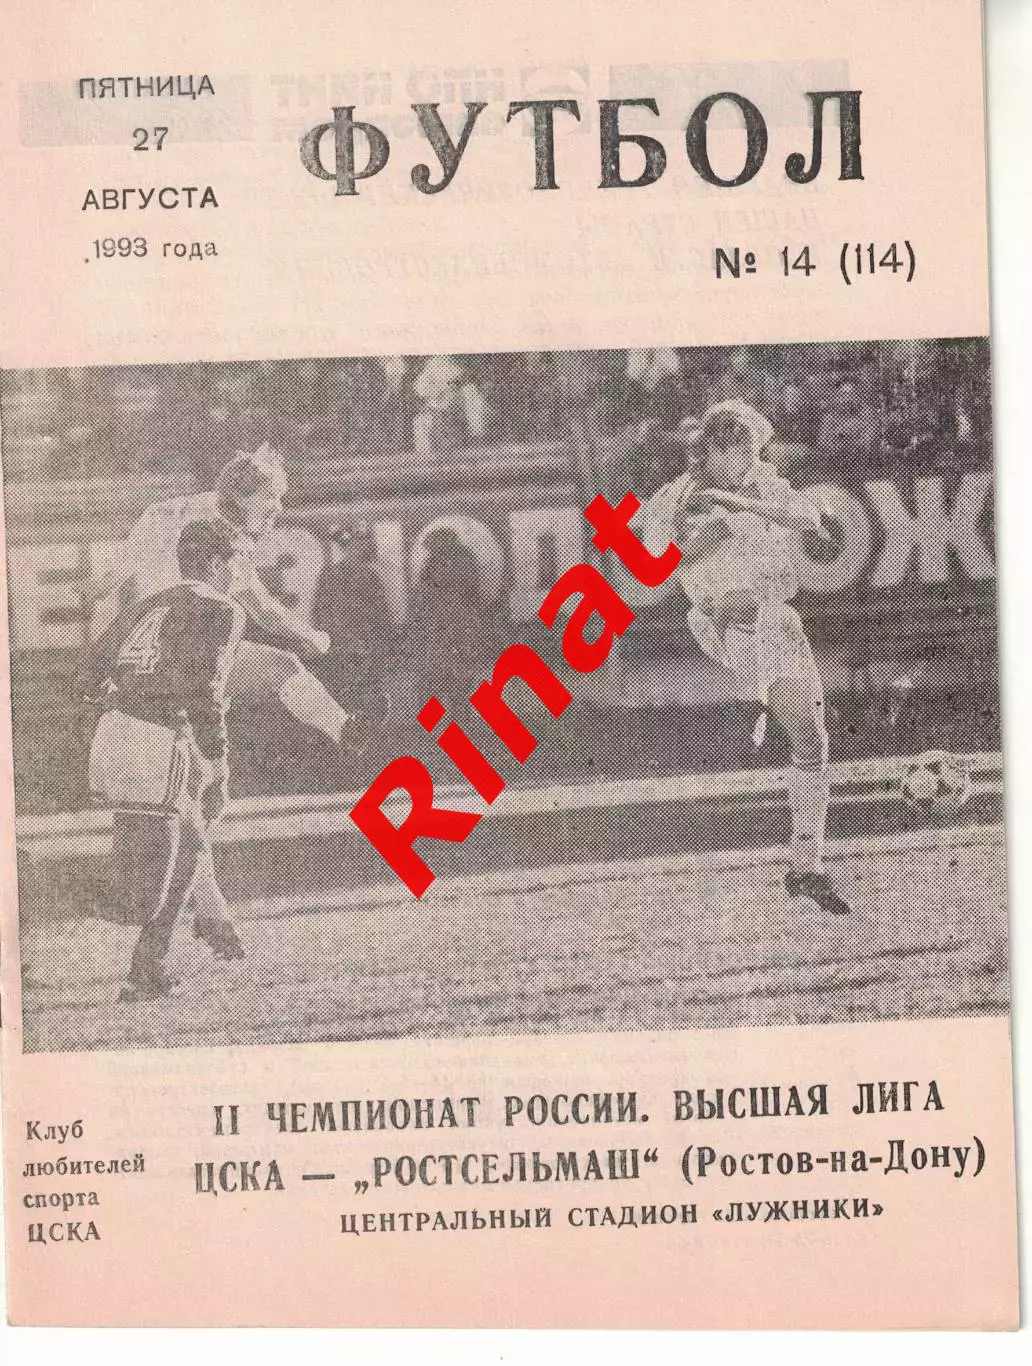 ПЯТНИЦА
27
АВГУСТА
.1993 года
ФУТБОЛ
№ 14 (114)
4
Rinat
Клуб
любителей
спорта
ЦСКА
II ЧЕМПИОНАТ РОССИИ. ВЫСШАЯ ЛИГА
ЦСКА — „РОСТСЕЛЬМАШ“ (Ростов-на-Дону)
ЦЕНТРАЛЬНЫЙ СТАДИОН «ЛУЖНИКИ»